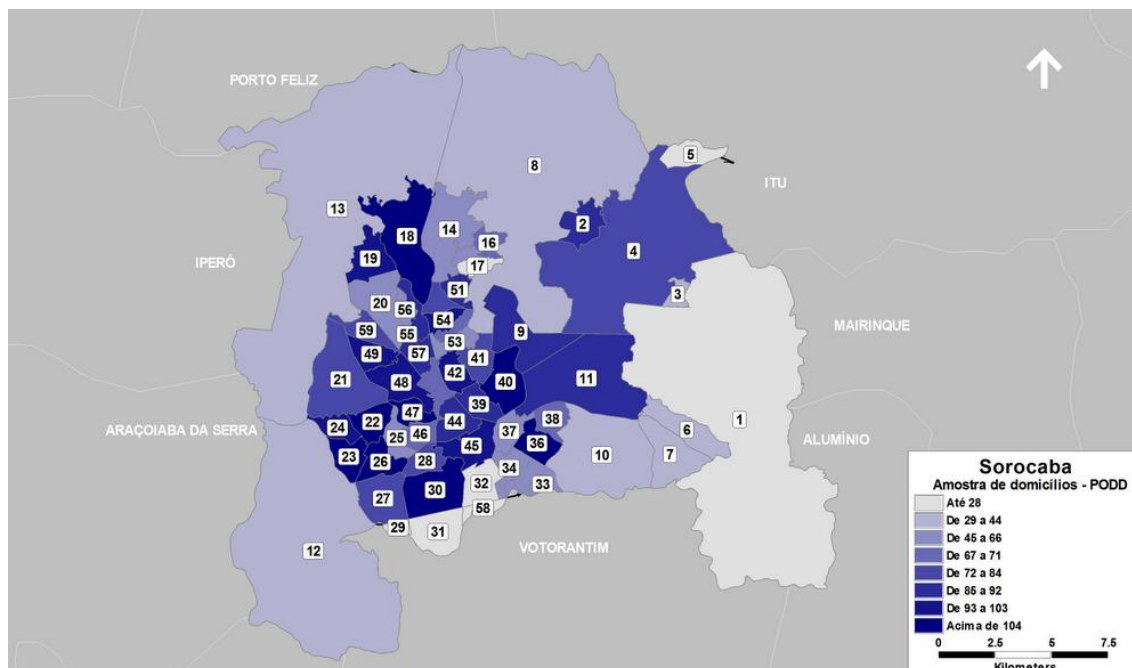 PORTO FELIZ
5
8
ITU
13
2
14
18
16
4
IPERÓ
19
17
51
3
20
56
54
59
9
MAIRINQUE
55
53
49
57
41
42
21
48
40
11
39
47
ARAÇOIABA DA SERRA
24
22
44
38
1
25
46
37
6
ALUMÍNIO
45
36
23
26
28
10
7
34
30
32
33
27
58
29
31
12
VOTORANTIM
Sorocaba
Amostra de domicílios - PODD
Até 28
De 29 a 44
De 45 a 66
De 67 a 71
De 72 a 84
De 85 a 92
De 93 a 103
Acima de 104
0 2.5 5 7.5
Kilometers